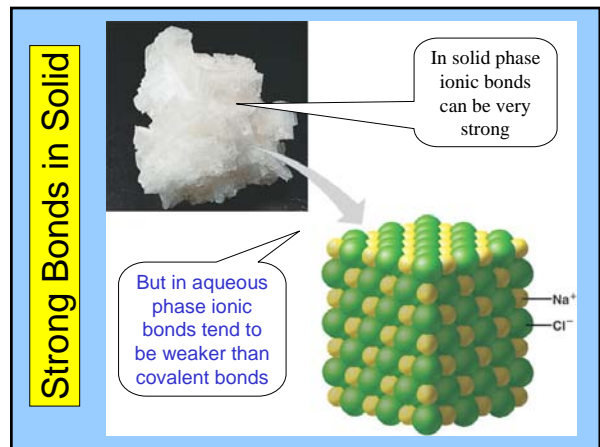 Strong Bonds in Solid
In solid phase
ionic bonds
can be very
strong
But in aqueous
phase ionic
bonds tend to
be weaker than
covalent bonds
Na⁺
Cl⁻